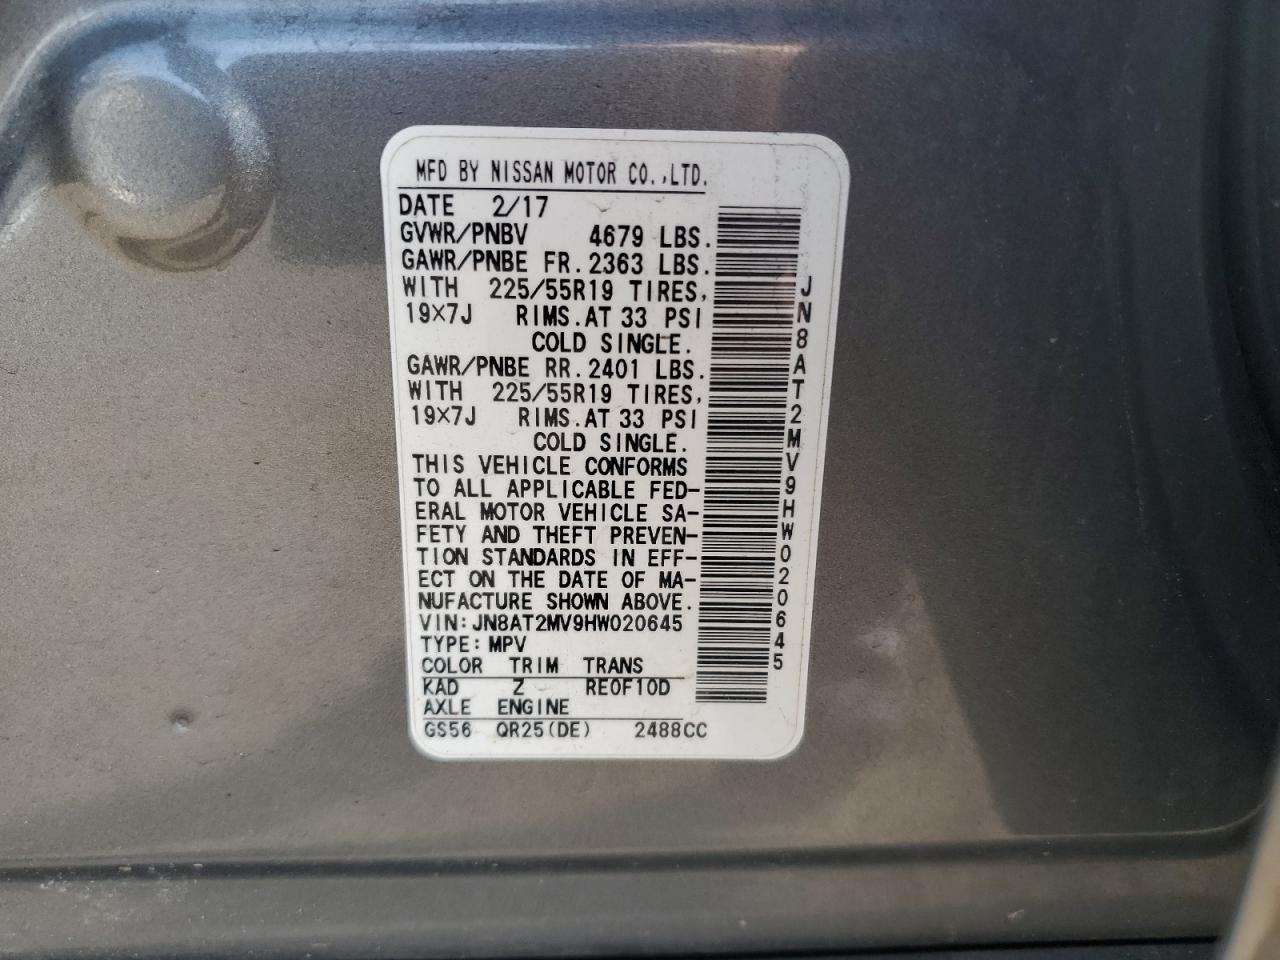 MFD BY NISSAN MOTOR CO.,LTD.
DATE 2/17
GVWR/PNBV 4679 LBS.
GAWR/PNBE FR.2363 LBS.
WITH 225/55R19 TIRES,
19×7J RIMS.AT 33 PSI
COLD SINGLE.
GAWR/PNBE RR.2401 LBS.
WITH 225/55R19 TIRES,
19×7J RIMS.AT 33 PSI
COLD SINGLE.
THIS VEHICLE CONFORMS
TO ALL APPLICABLE FED-
ERAL MOTOR VEHICLE SA-
FETY AND THEFT PREVEN-
TION STANDARDS IN EFF-
ECT ON THE DATE OF MA-
NUFACTURE SHOWN ABOVE.
VIN:JN8AT2MV9HW020645
TYPE:MPV
COLOR TRIM TRANS
KAD Z RE0F10D
AXLE ENGINE
GS56 QR25(DE) 2488CC
JN8AT2MV9HW020645